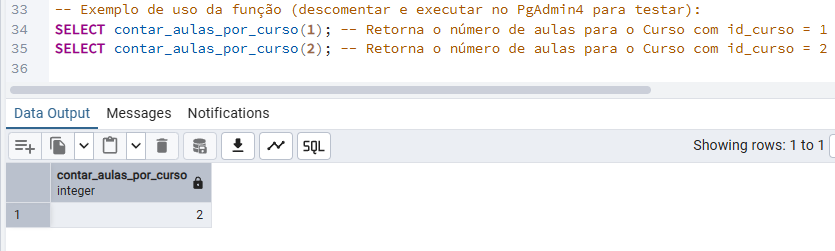 33 -- Exemplo de uso da função (descomentar e executar no PgAdmin4 para testar):
34 SELECT contar_aulas_por_curso(1); -- Retorna o número de aulas para o Curso com id_curso = 1
35 SELECT contar_aulas_por_curso(2); -- Retorna o número de aulas para o Curso com id_curso = 2
36
Data Output Messages Notifications
SQL Showing rows: 1 to 1
contar_aulas_por_curso
integer
1 2